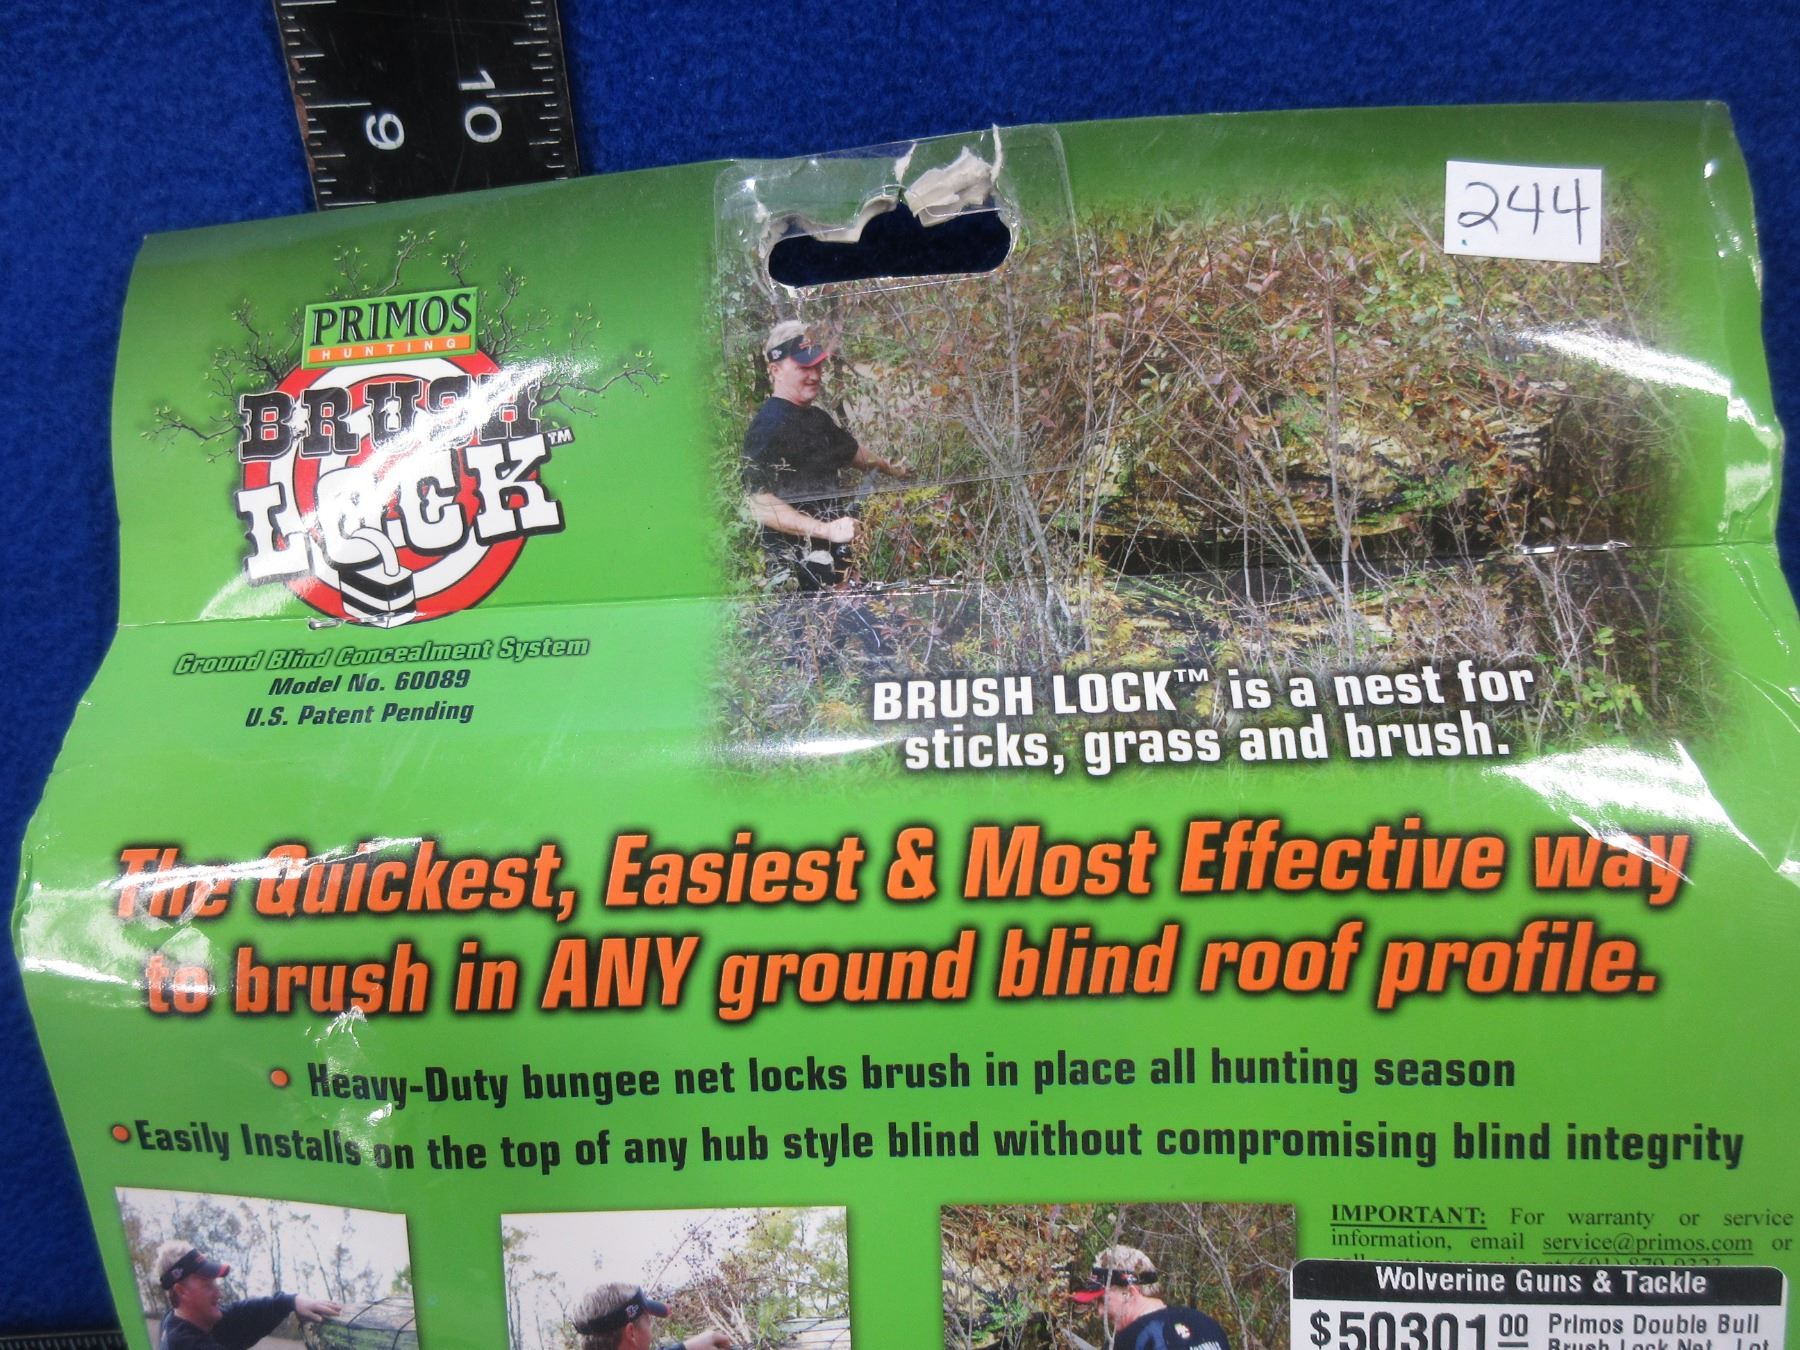 10
9
.244
PRIMOS
HUNTING
BRUSH
LOCK™
Ground Blind Concealment System
Model No. 60089
U.S. Patent Pending
BRUSH LOCK™ is a nest for
sticks, grass and brush.
The Quickest, Easiest & Most Effective way
to brush in ANY ground blind roof profile.
• Heavy-Duty bungee net locks brush in place all hunting season
• Easily Installs on the top of any hub style blind without compromising blind integrity
IMPORTANT: For warranty or service
information, email service@primos.com or
Wolverine Guns & Tackle
$50301.00
Primos Double Bull
Brush Lock Net Lot